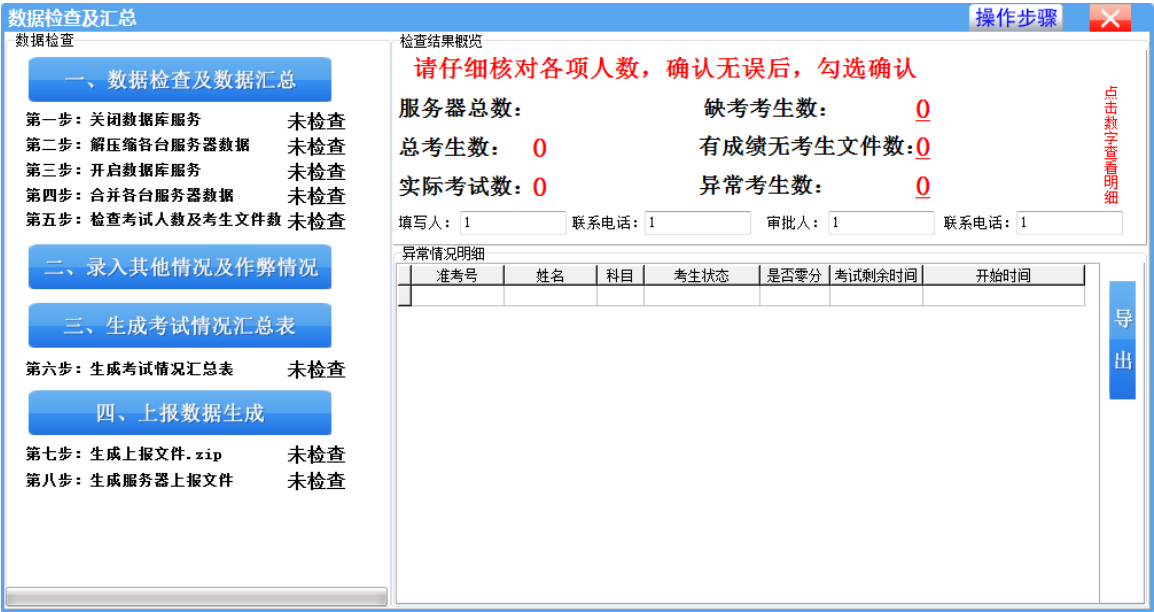 数据检查及汇总
操作步骤
数据检查
一、数据检查及数据汇总
第一步：关闭数据库服务 未检查
第二步：解压缩各台服务器数据 未检查
第三步：开启数据库服务 未检查
第四步：合并各台服务器数据 未检查
第五步：检查考试人数及考生文件数 未检查
二、录入其他情况及作弊情况
三、生成考试情况汇总表
第六步：生成考试情况汇总表 未检查
四、上报数据生成
第七步：生成上报文件.zip 未检查
第八步：生成服务器上报文件 未检查
检查结果概览
请仔细核对各项人数，确认无误后，勾选确认
服务器总数： 缺考考生数： 0
总考生数： 0 有成绩无考生文件数:0
实际考试数：0 异常考生数： 0
点击数字查看明细
填写人： 1 联系电话： 1 审批人： 1 联系电话： 1
异常情况明细
准考号 姓名 科目 考生状态 是否零分 考试剩余时间 开始时间
导出